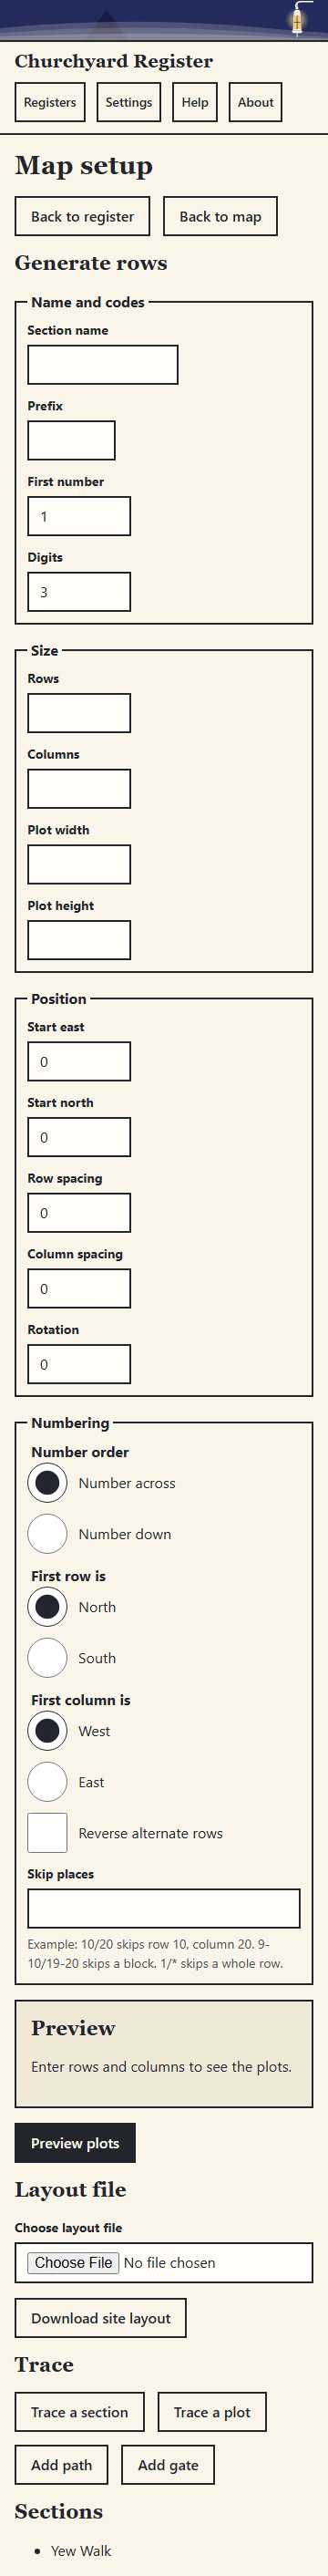 Churchyard Register
Registers
Settings
Help
About
Map setup
Back to register
Back to map
Generate rows
Name and codes
Section name
Prefix
First number
1
Digits
3
Size
Rows
Columns
Plot width
Plot height
Position
Start east
0
Start north
0
Row spacing
0
Column spacing
0
Rotation
0
Numbering
Number order
Number across
Number down
First row is
North
South
First column is
West
East
Reverse alternate rows
Skip places
Example: 10/20 skips row 10, column 20. 9-
10/19-20 skips a block. 1/* skips a whole row.
Preview
Enter rows and columns to see the plots.
Preview plots
Layout file
Choose layout file
Choose File No file chosen
Download site layout
Trace
Trace a section
Trace a plot
Add path
Add gate
Sections
• Yew Walk